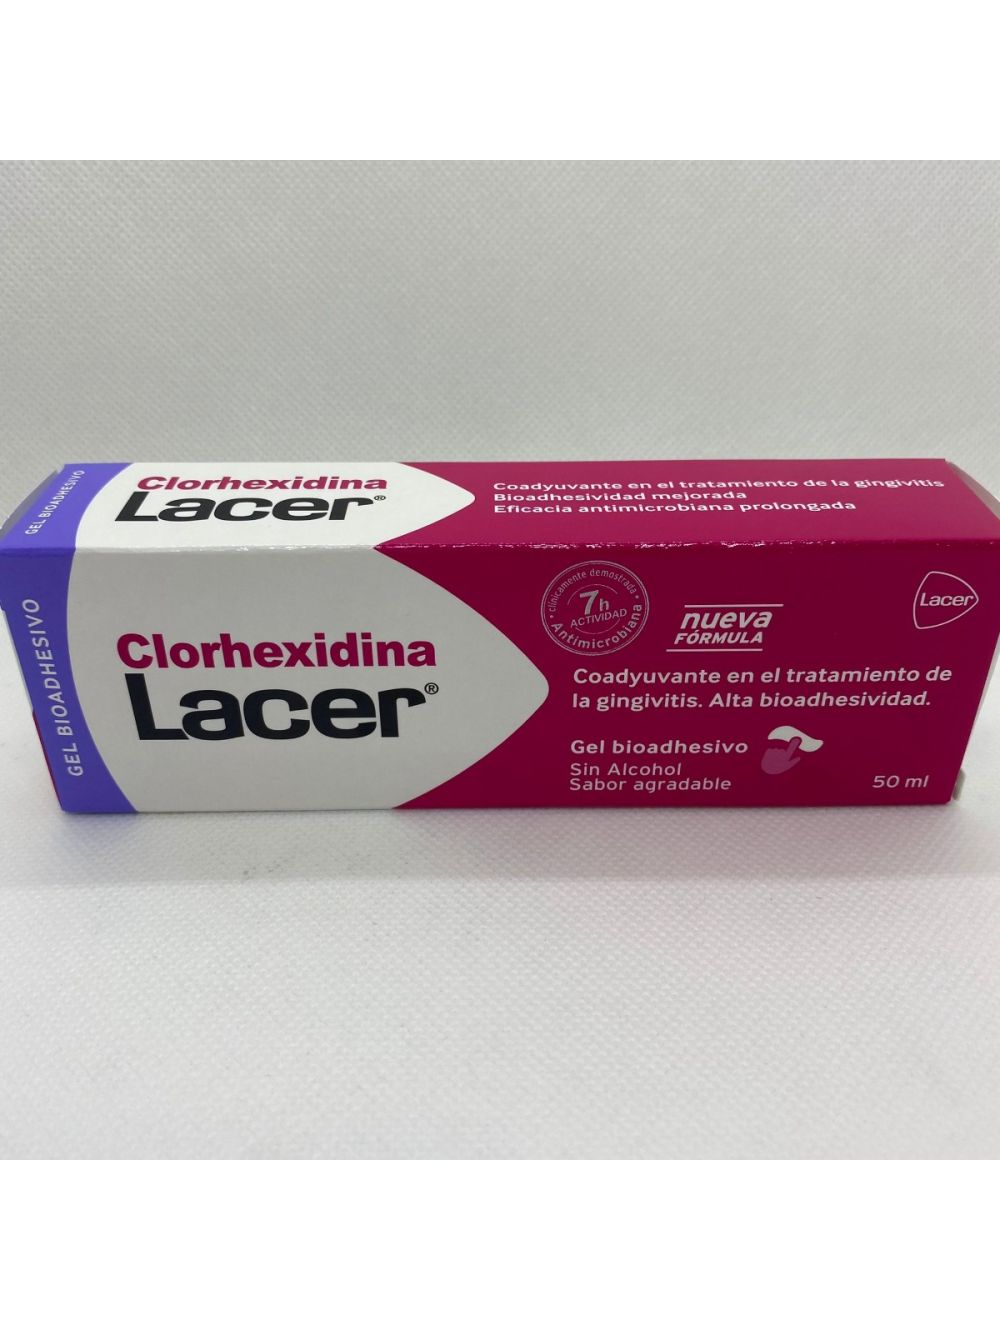 GEL BIOADHESIVO
Clorhexidina
Lacer®
Coadyuvante en el tratamiento de la gingivitis
Bioadhesividad mejorada
Eficacia antimicrobiana prolongada
GEL BIOADHESIVO
Clorhexidina
Lacer®
• clínicamente demostrada •
7h
ACTIVIDAD
Antimicrobiana
nueva
FÓRMULA
Lacer
Coadyuvante en el tratamiento de
la gingivitis. Alta bioadhesividad.
Gel bioadhesivo
Sin Alcohol
Sabor agradable
50 ml